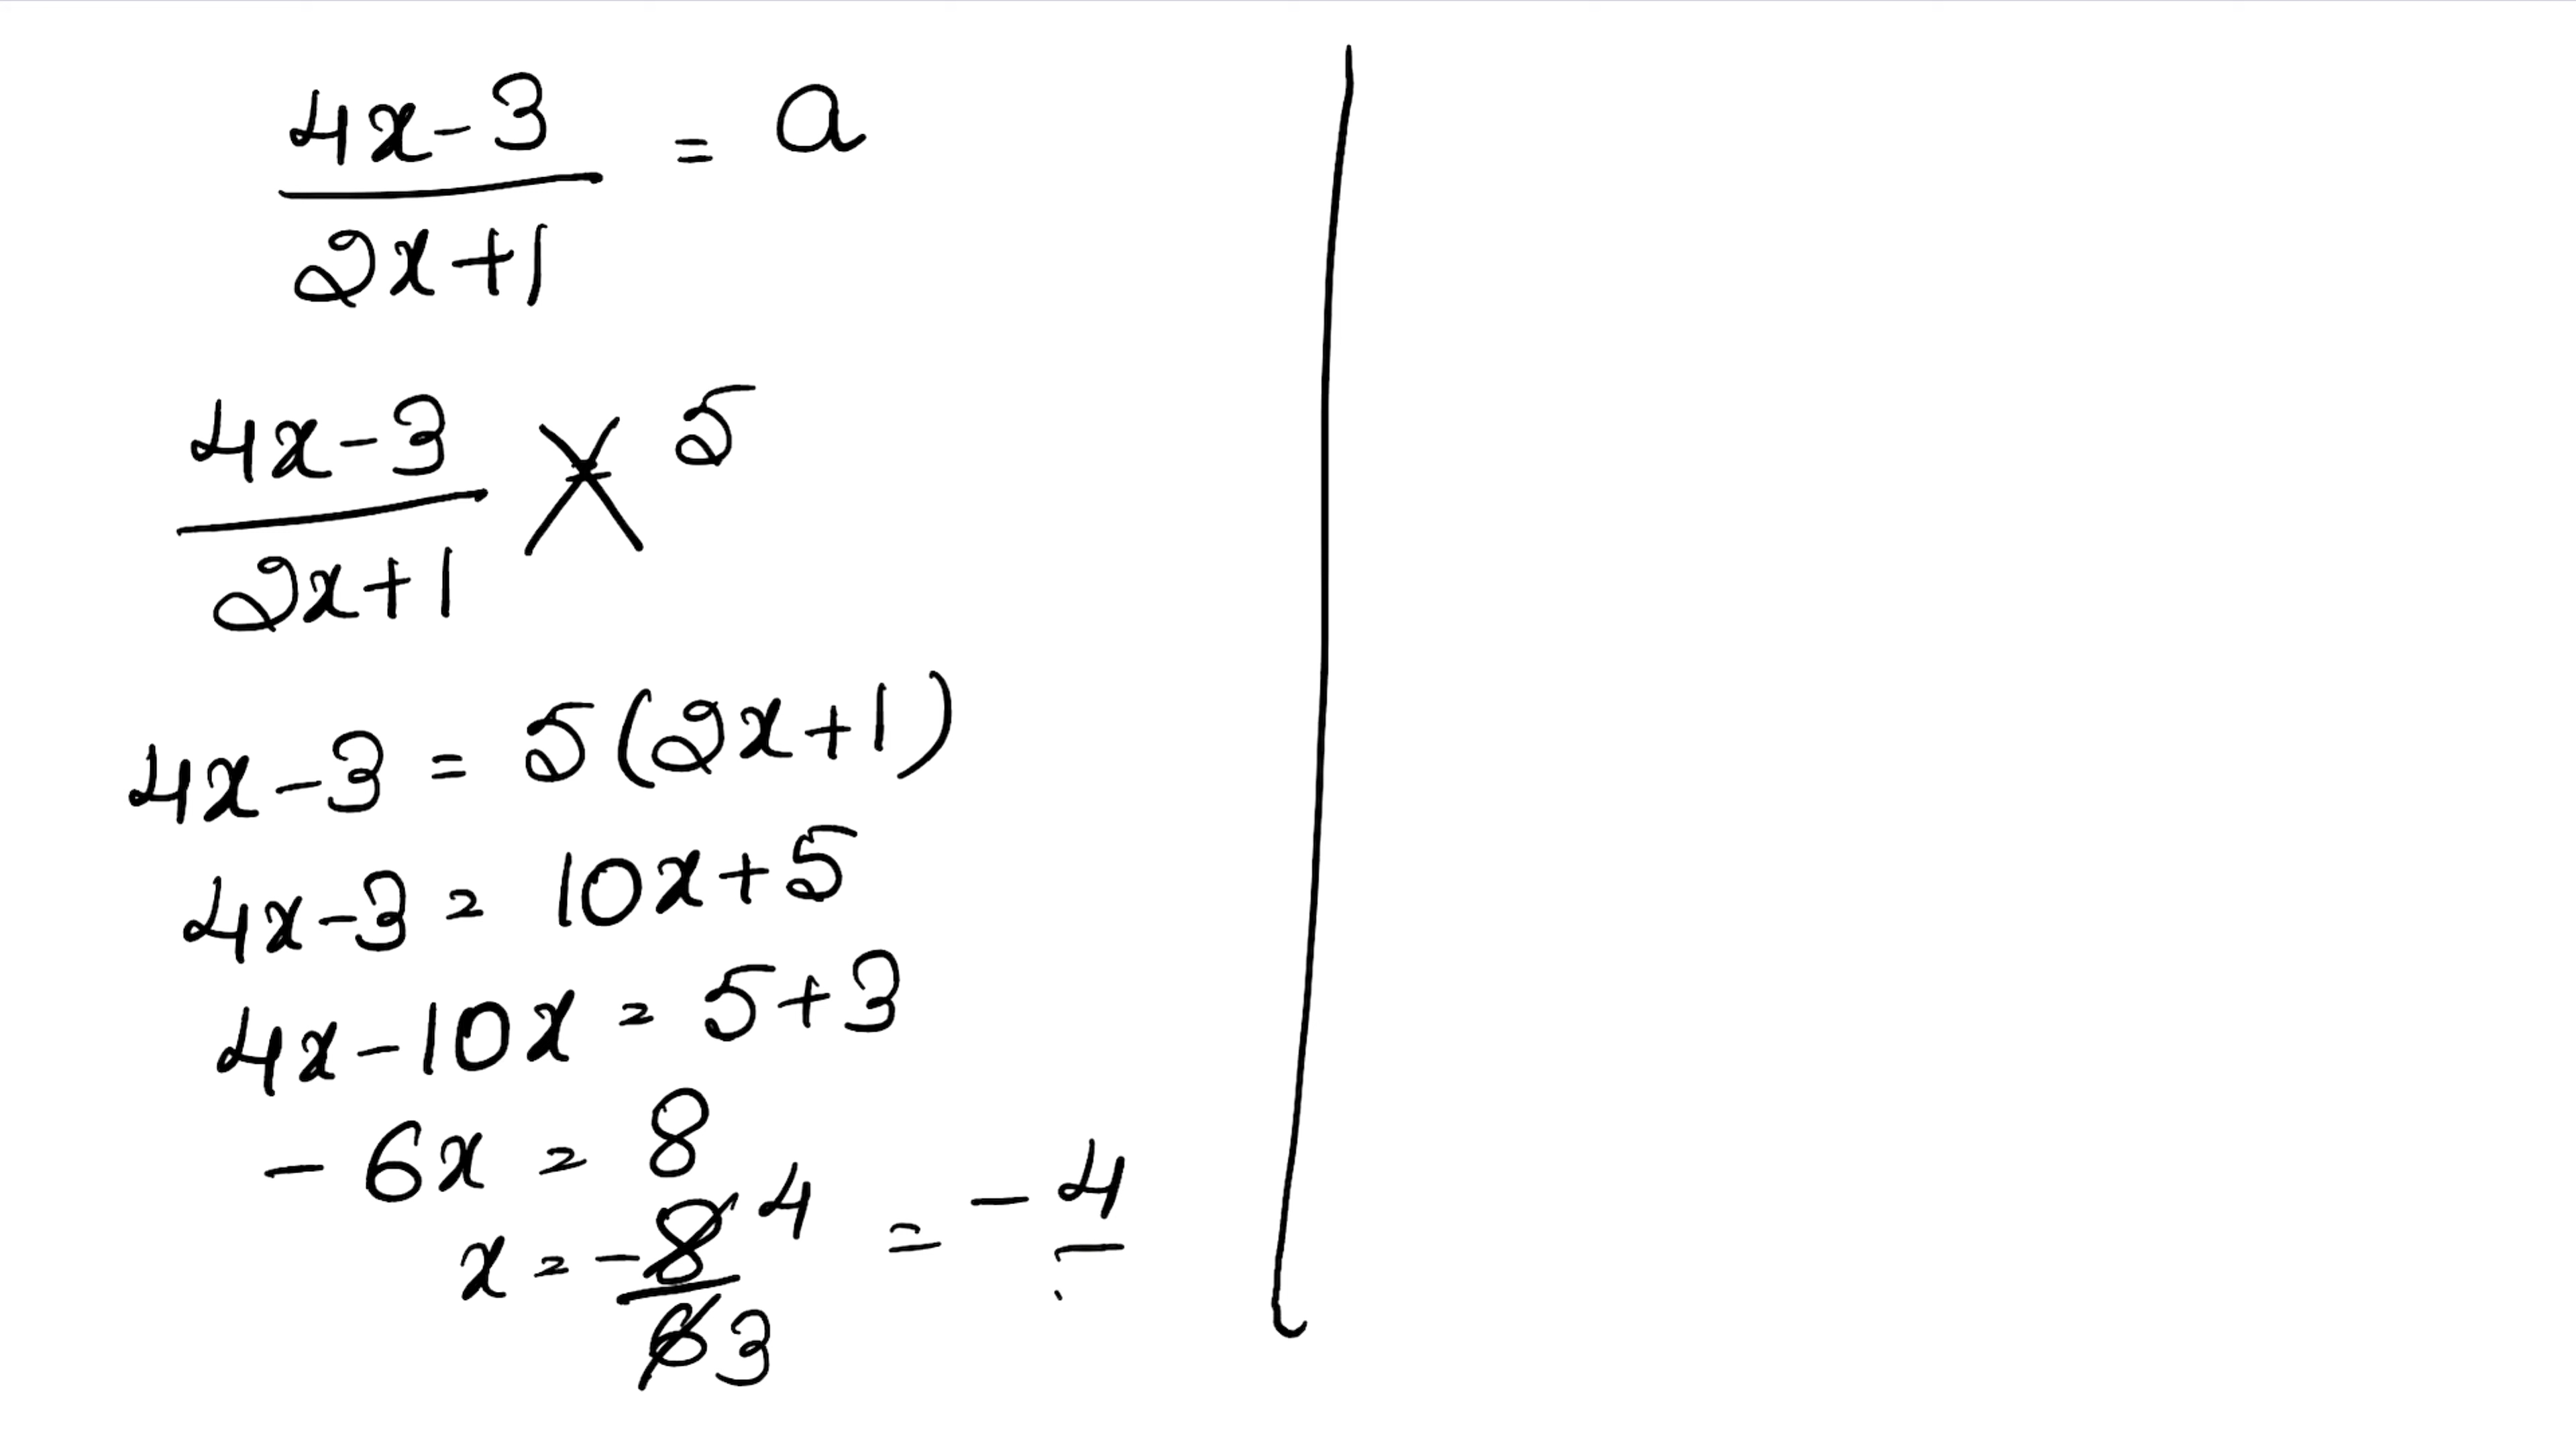 4x-3 = a
2x+1
4x-3 = 5
2x+1
4x-3 = 5(2x+1)
4x-3 = 10x+5
4x-10x = 5+3
-6x = 8
x = -8 4 = -4
6 3